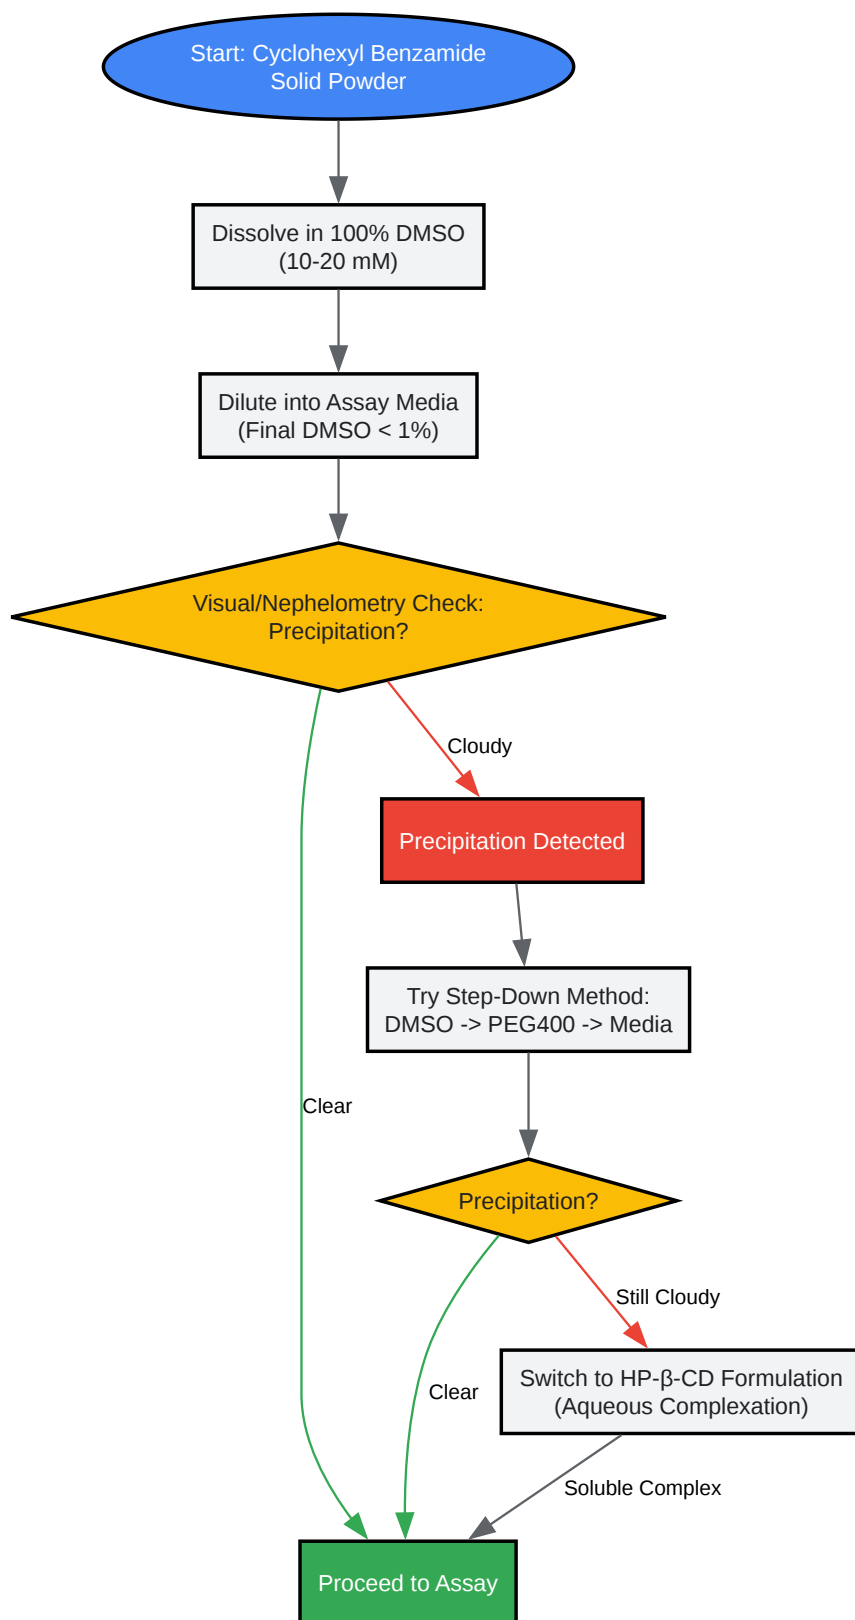 Start: Cyclohexyl Benzamide
Solid Powder
Dissolve in 100% DMSO
(10-20 mM)
Dilute into Assay Media
(Final DMSO < 1%)
Visual/Nephelometry Check:
Precipitation?
Cloudy
Precipitation Detected
Try Step-Down Method:
DMSO -> PEG400 -> Media
Clear
Precipitation?
Still Cloudy
Switch to HP-β-CD Formulation
(Aqueous Complexation)
Clear
Soluble Complex
Proceed to Assay